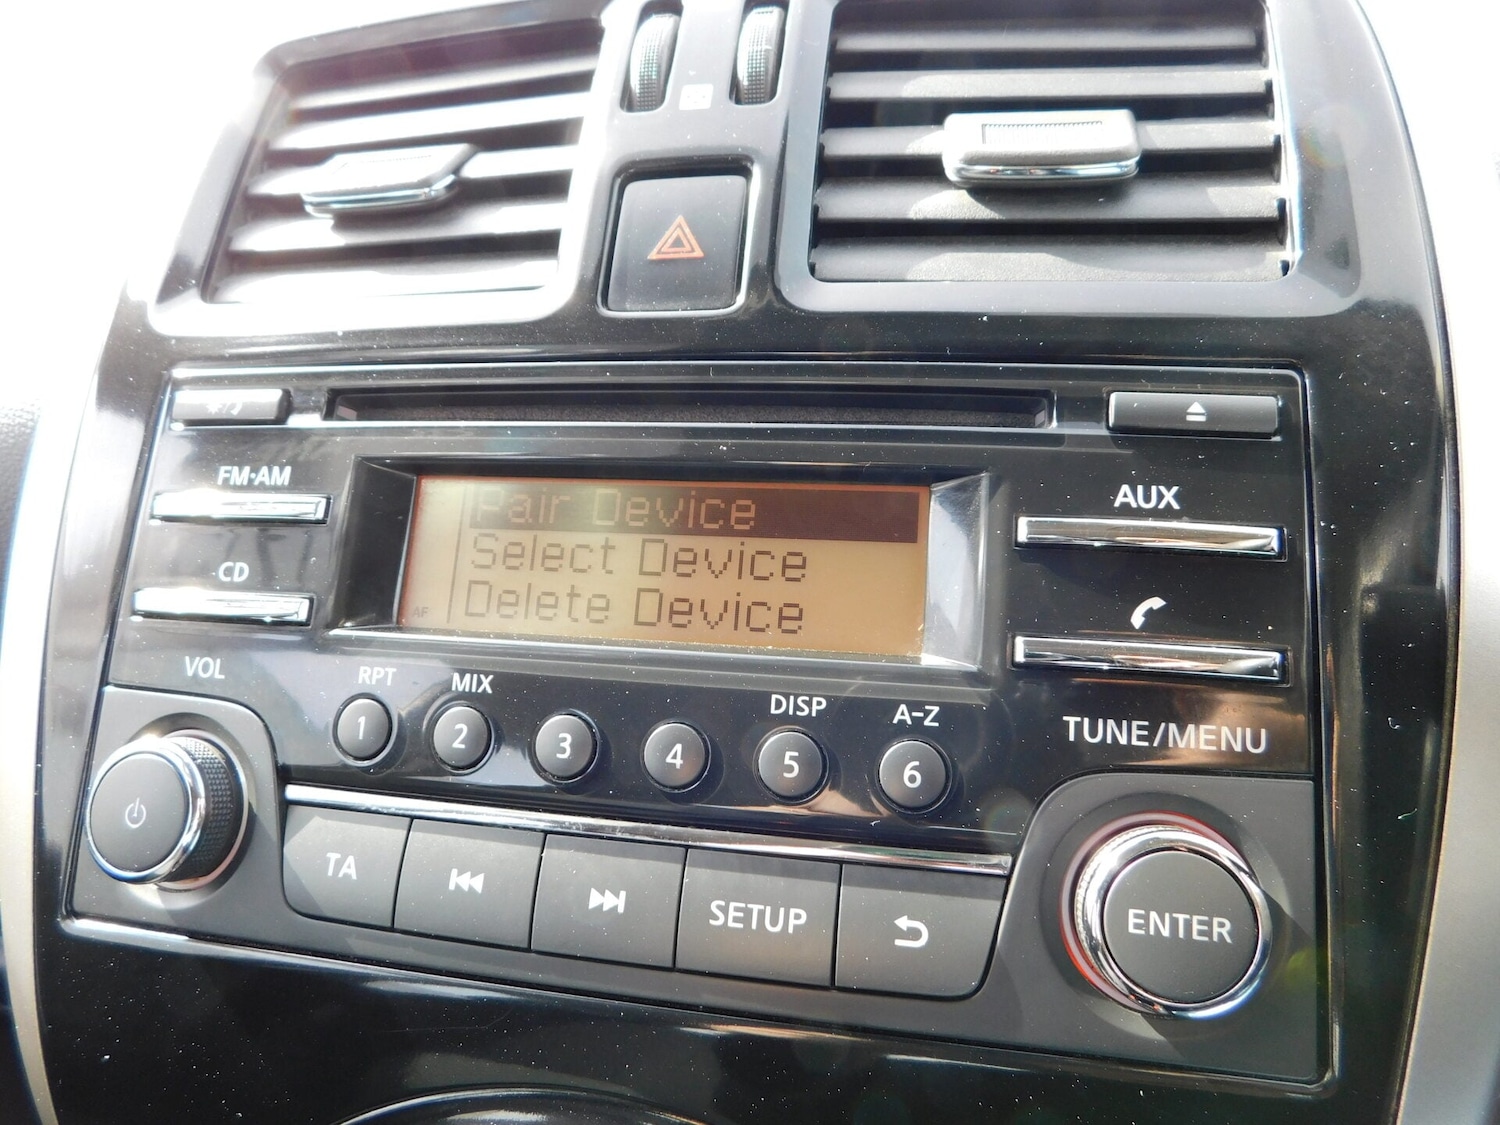 FM·AM
Pair Device
AUX
Select Device
CD
AF
Delete Device
VOL
RPT
MIX
DISP
A-Z
TUNE/MENU
1
2
3
4
5
6
TA
SETUP
ENTER